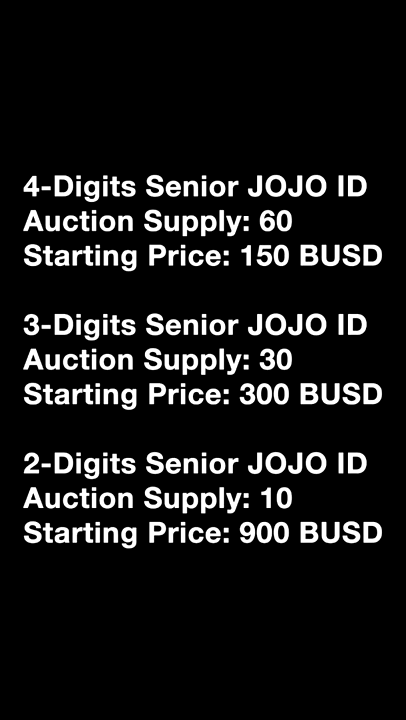 4-Digits Senior JOJO ID
Auction Supply: 60
Starting Price: 150 BUSD
3-Digits Senior JOJO ID
Auction Supply: 30
Starting Price: 300 BUSD
2-Digits Senior JOJO ID
Auction Supply: 10
Starting Price: 900 BUSD